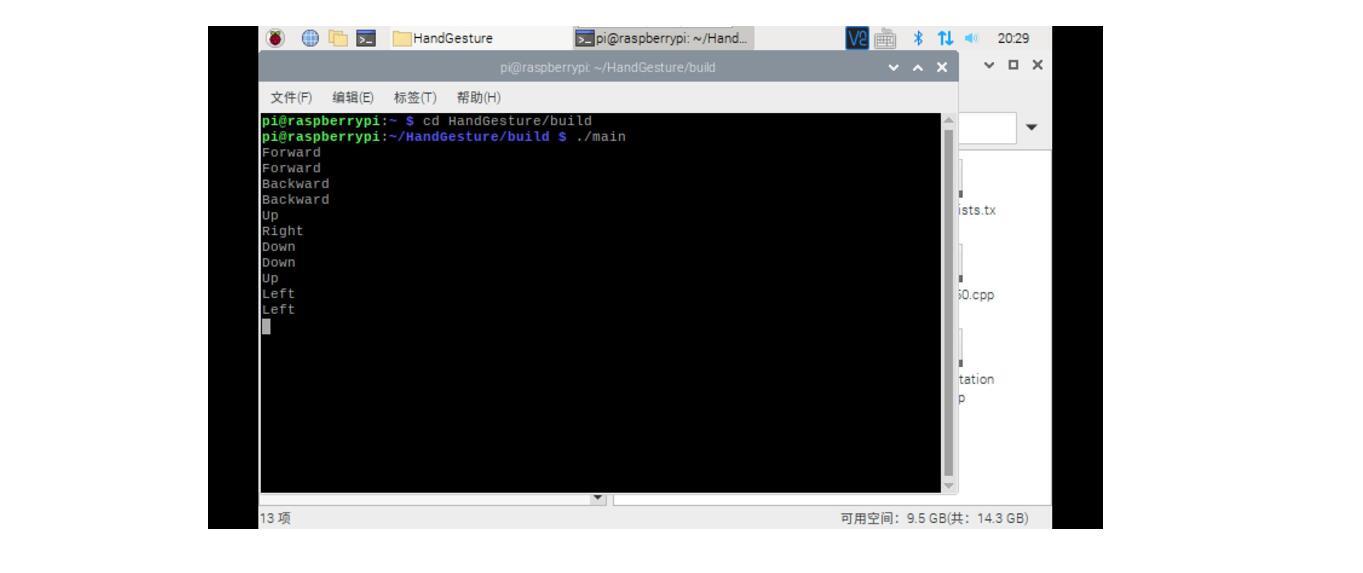 HandGesture
pi@raspberrypi: ~/Hand...
20:29
pi@raspberrypi: ~/HandGesture/build
文件(F) 编辑(E) 标签(T) 帮助(H)
pi@raspberrypi:~ $ cd HandGesture/build
pi@raspberrypi:~/HandGesture/build $ ./main
Forward
Forward
Backward
Backward
Up
Right
Down
Down
Up
Left
Left
ists.tx
50.cpp
tation
p
13 项
可用空间: 9.5 GB(共: 14.3 GB)